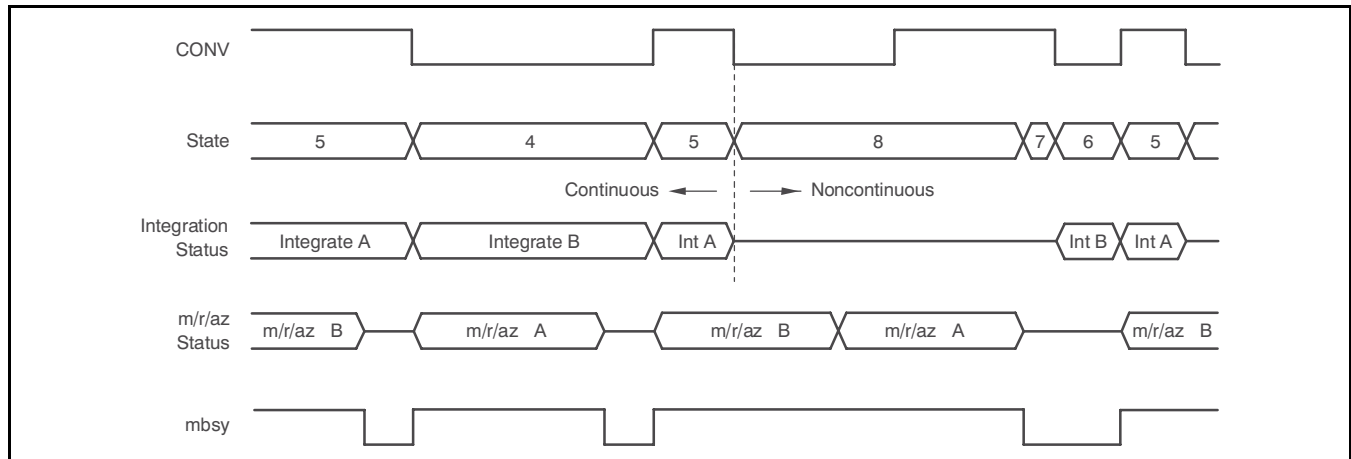 CONV
State
5
4
5
8
7
6
5
Continuous
Noncontinuous
Integration
Status
Integrate A
Integrate B
Int A
Int B
Int A
m/r/az
Status
m/r/az B
m/r/az A
m/r/az B
m/r/az A
m/r/az B
mbsy